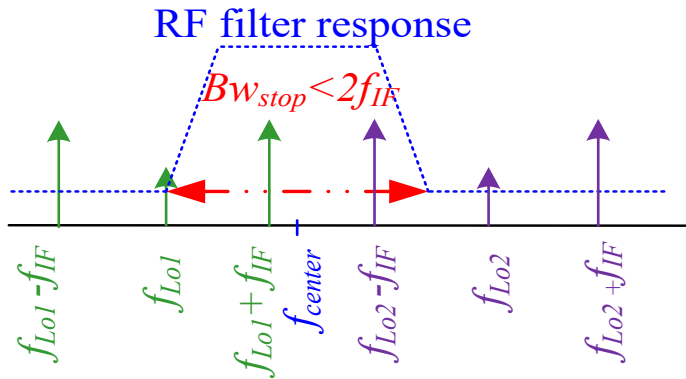 RF filter response
Bw_stop<2f_IF
f_Lo1-f_IF
f_Lo1
f_Lo1+f_IF
f_center
f_Lo2-f_IF
f_Lo2
f_Lo2+f_IF